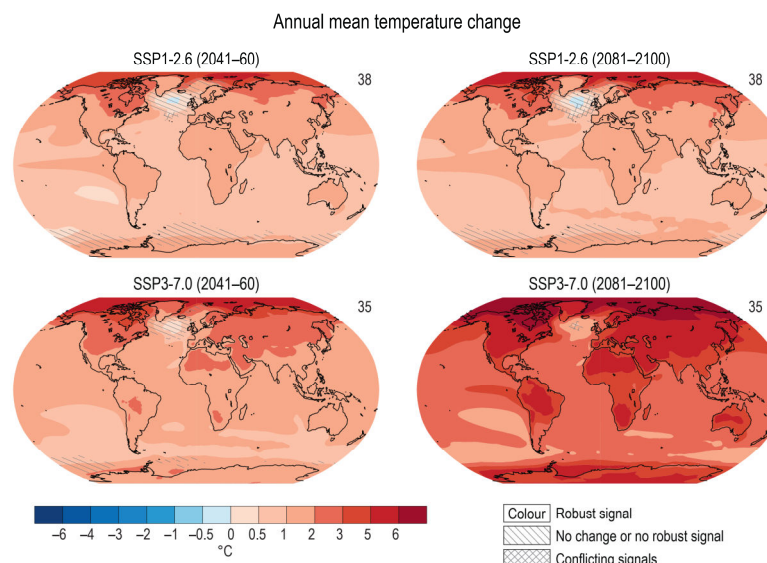 Annual mean temperature change
SSP1-2.6 (2041–60)
38
SSP1-2.6 (2081–2100)
38
SSP3-7.0 (2041–60)
35
SSP3-7.0 (2081–2100)
35
–6 –4 –3 –2 –1 –0.5 0 0.5 1 2 3 4 5 6
°C
Colour Robust signal
No change or no robust signal
Conflicting signals